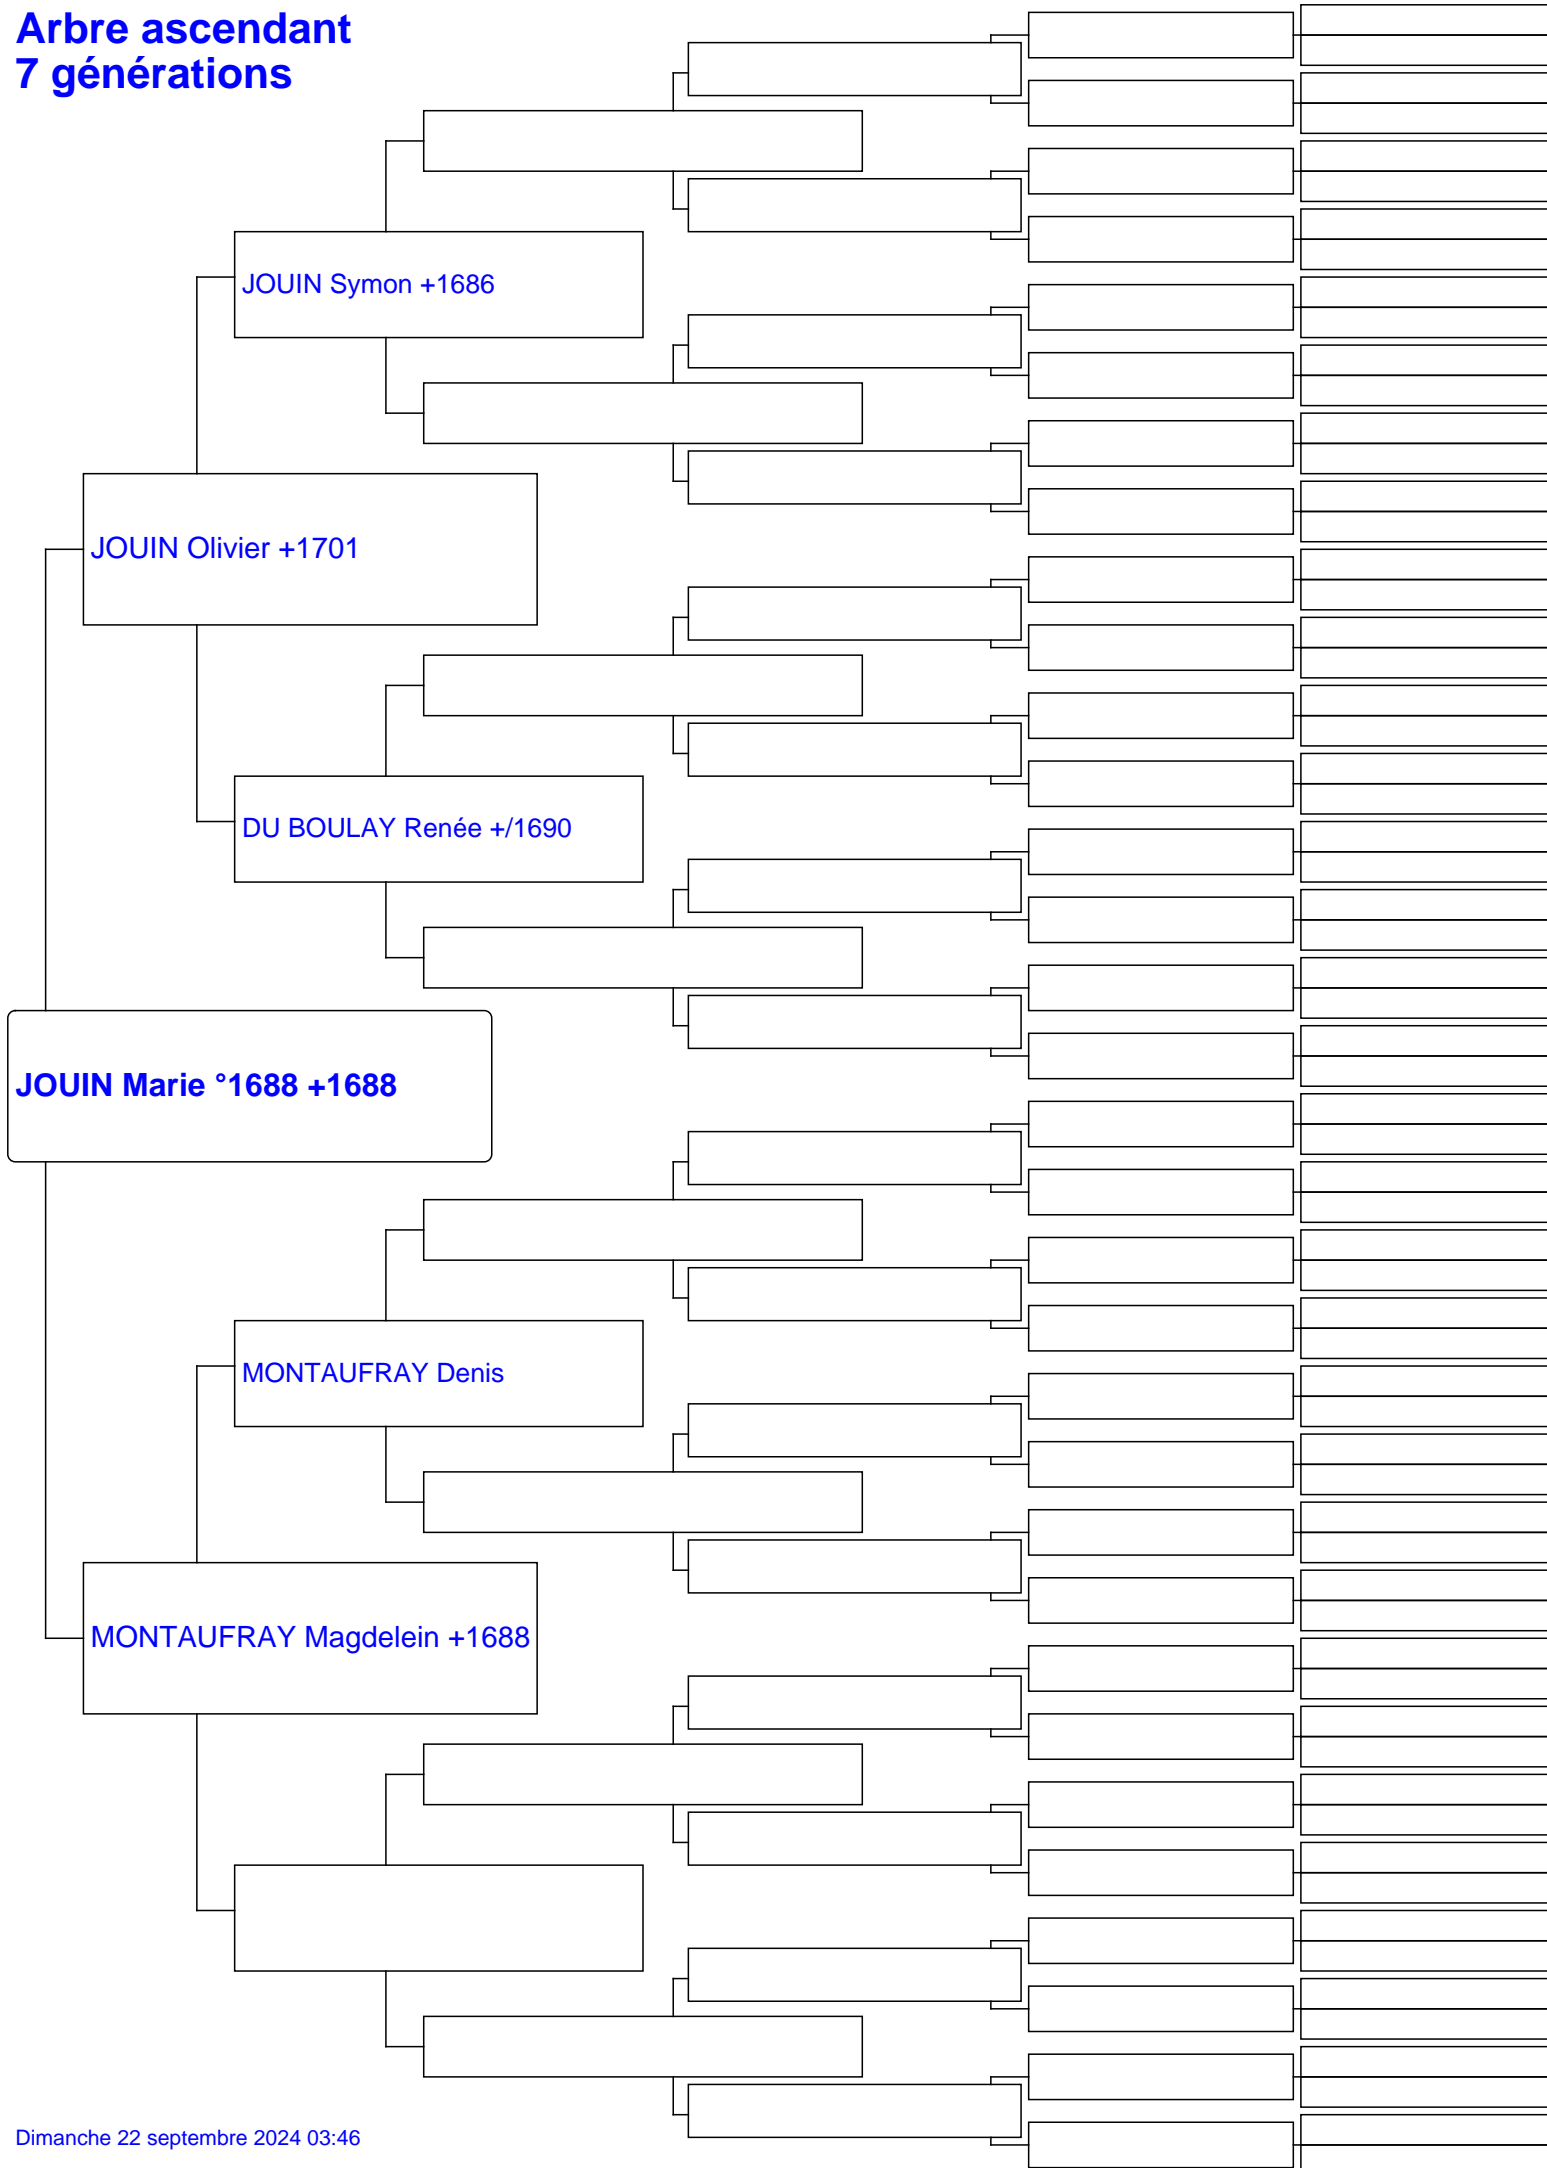 Arbre ascendant
7 générations
JOUIN Symon +1686
JOUIN Olivier +1701
DU BOULAY Renée +/1690
JOUIN Marie °1688 +1688
MONTAUFRAY Denis
MONTAUFRAY Magdelein +1688
Dimanche 22 septembre 2024 03:46